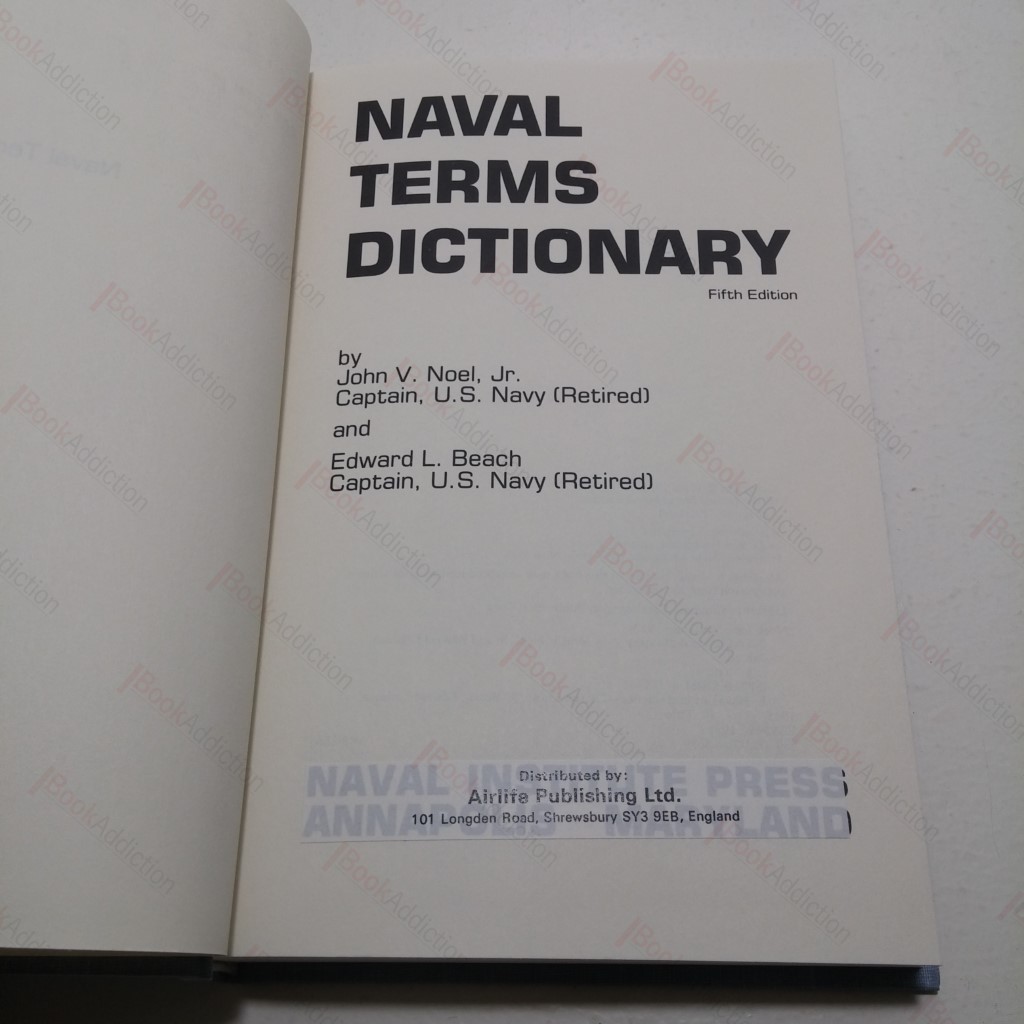 NAVAL
TERMS
DICTIONARY
Fifth Edition
by
John V. Noel, Jr.
Captain, U.S. Navy (Retired)
and
Edward L. Beach
Captain, U.S. Navy (Retired)
NAVAL INSTITUTE PRESS
ANNAPOLIS MARYLAND
Distributed by:
Airlife Publishing Ltd.
101 Longden Road, Shrewsbury SY3 9EB, England
BookAddiction